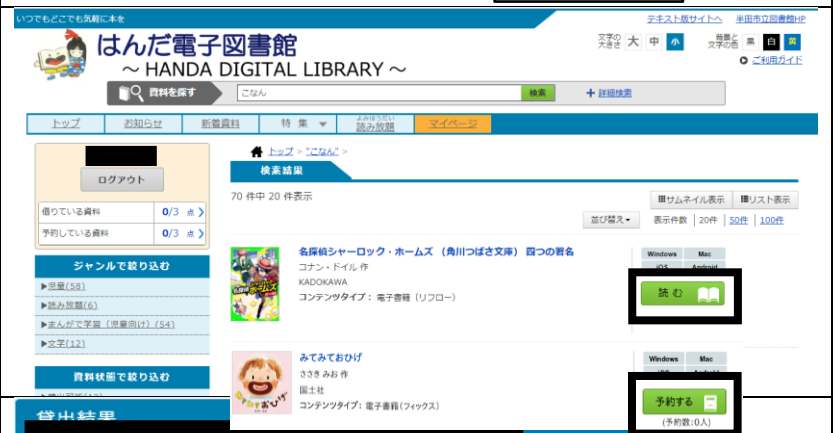 いつでもどこでも気軽に本を
テキスト版サイトへ 半田市立図書館HP
はんだ電子図書館
～ HANDA DIGITAL LIBRARY ～
文字の大きさ 大 中 小 背景と文字の色 黒 白 黄
ご利用ガイド
資料を探す こなん 検索 + 詳細検索
トップ お知らせ 新着資料 特 集 ▼ よみほうだい 読み放題 マイページ
トップ > "こなん" >
ログアウト
検索結果
70 件中 20 件表示
サムネイル表示 リスト表示
借りている資料 0/3 点
予約している資料 0/3 点
並び替え 表示件数 20件 50件 100件
ジャンルで絞り込む
▶児童(58)
▶読み放題(6)
▶まんがで学習（児童向け）(54)
▶文学(12)
資料状態で絞り込む
名探偵シャーロック・ホームズ （角川つばさ文庫） 四つの署名
コナン・ドイル 作
KADOKAWA
コンテンツタイプ： 電子書籍（リフロー）
Windows Mac
iOS Android
読 む
みてみておひげ
ささき みお 作
国土社
コンテンツタイプ: 電子書籍(フィックス)
Windows Mac
予約する
(予約数:0人)
貸出結果